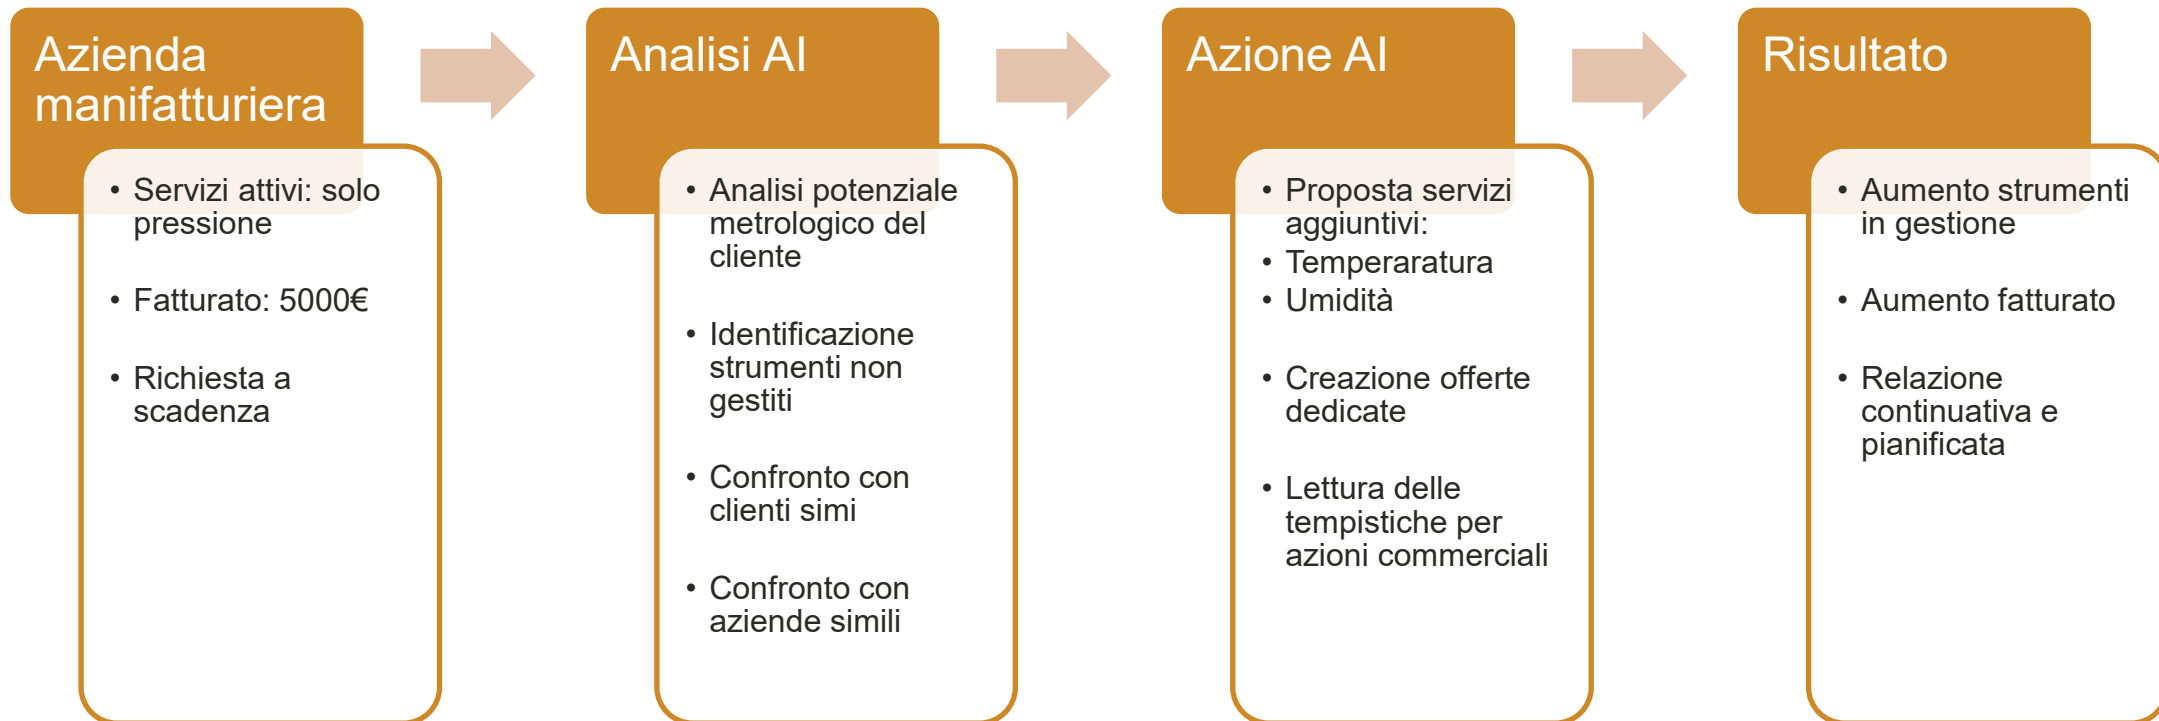 Azienda
manifatturiera
• Servizi attivi: solo
pressione
• Fatturato: 5000€
• Richiesta a
scadenza
Analisi AI
• Analisi potenziale
metrologico del
cliente
• Identificazione
strumenti non
gestiti
• Confronto con
clienti simi
• Confronto con
aziende simili
Azione AI
• Proposta servizi
aggiuntivi:
• Temperaratura
• Umidità
• Creazione offerte
dedicate
• Lettura delle
tempistiche per
azioni commerciali
Risultato
• Aumento strumenti
in gestione
• Aumento fatturato
• Relazione
continuativa e
pianificata